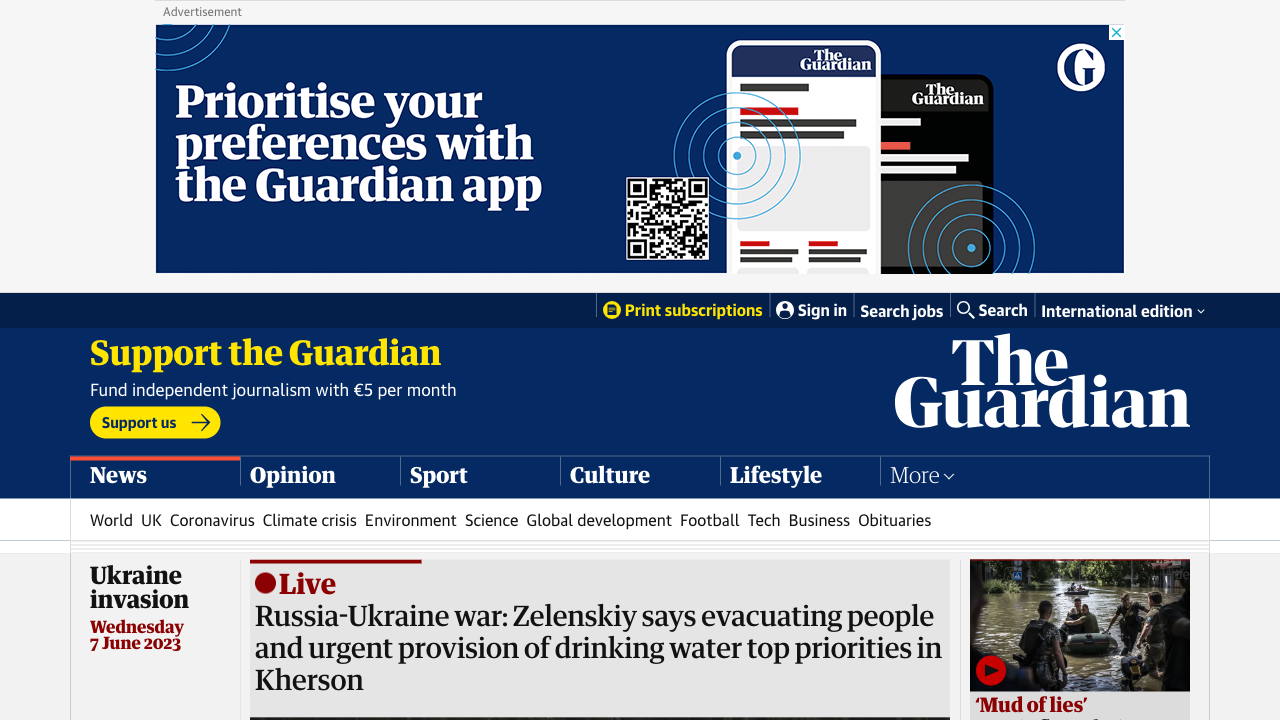 Advertisement
Prioritise your
preferences with
the Guardian app
The
Guardian
The
Guardian
G
Print subscriptions
Sign in
Search jobs
Search
International edition
Support the Guardian
Fund independent journalism with €5 per month
Support us
The
Guardian
News
Opinion
Sport
Culture
Lifestyle
More
World UK Coronavirus Climate crisis Environment Science Global development Football Tech Business Obituaries
Ukraine
invasion
Wednesday
7 June 2023
Live
Russia-Ukraine war: Zelenskiy says evacuating people
and urgent provision of drinking water top priorities in
Kherson
‘Mud of lies’